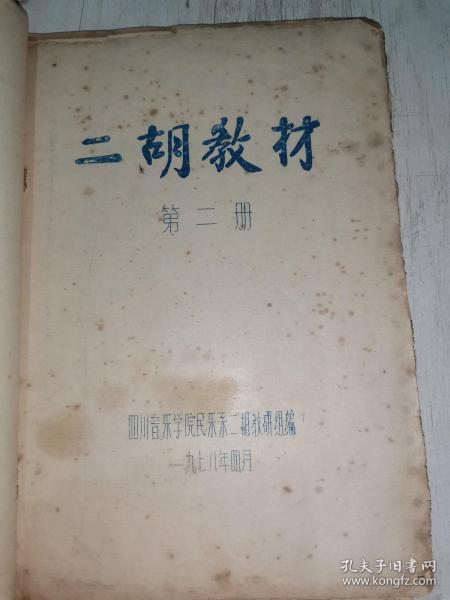 二胡教材
第二册
四川音乐学院民乐系二胡教研组编
一九七八年四月
孔夫子旧书网
www.kongfz.com